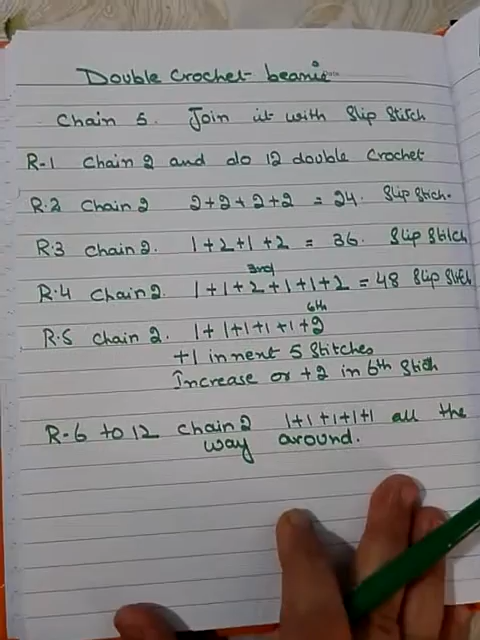 Double Crochet beanie
Chain 5. Join it with Slip Stitch
R-1 Chain 2 and do 12 double Crochet
R.2 Chain 2 2+2+2+2 = 24. Slip Stich.
R.3 Chain 2. 1+2+1+2 = 36. Slip Stitch
3rd
R.4 Chain 2. 1+1+2+1+1+2 = 48 Slip Stich
6th
R.5 Chain 2. 1+1+1+1+1+2
+1 in next 5 Stitches
Increase or +2 in 6th Stich
R-6 to 12 Chain 2 1+1+1+1+1 all the
way around.